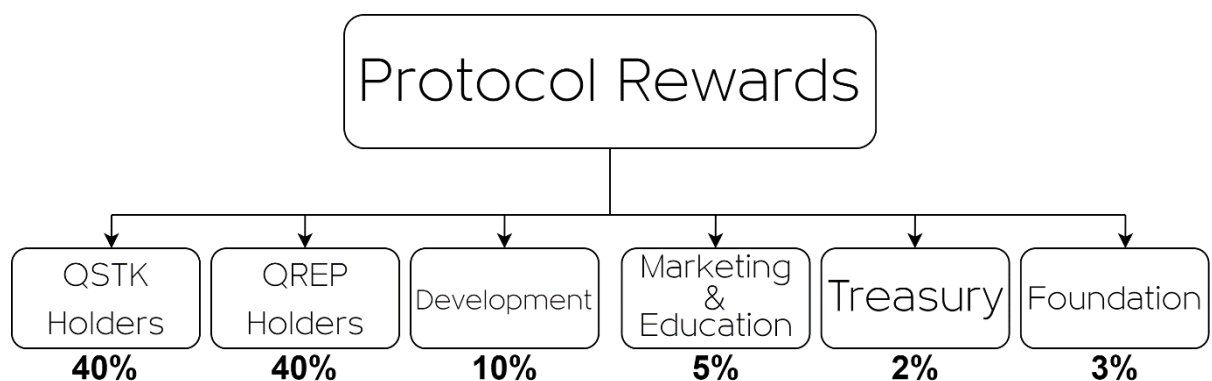 Protocol Rewards
QSTK
Holders
40%
QREP
Holders
40%
Development
10%
Marketing
&
Education
5%
Treasury
2%
Foundation
3%